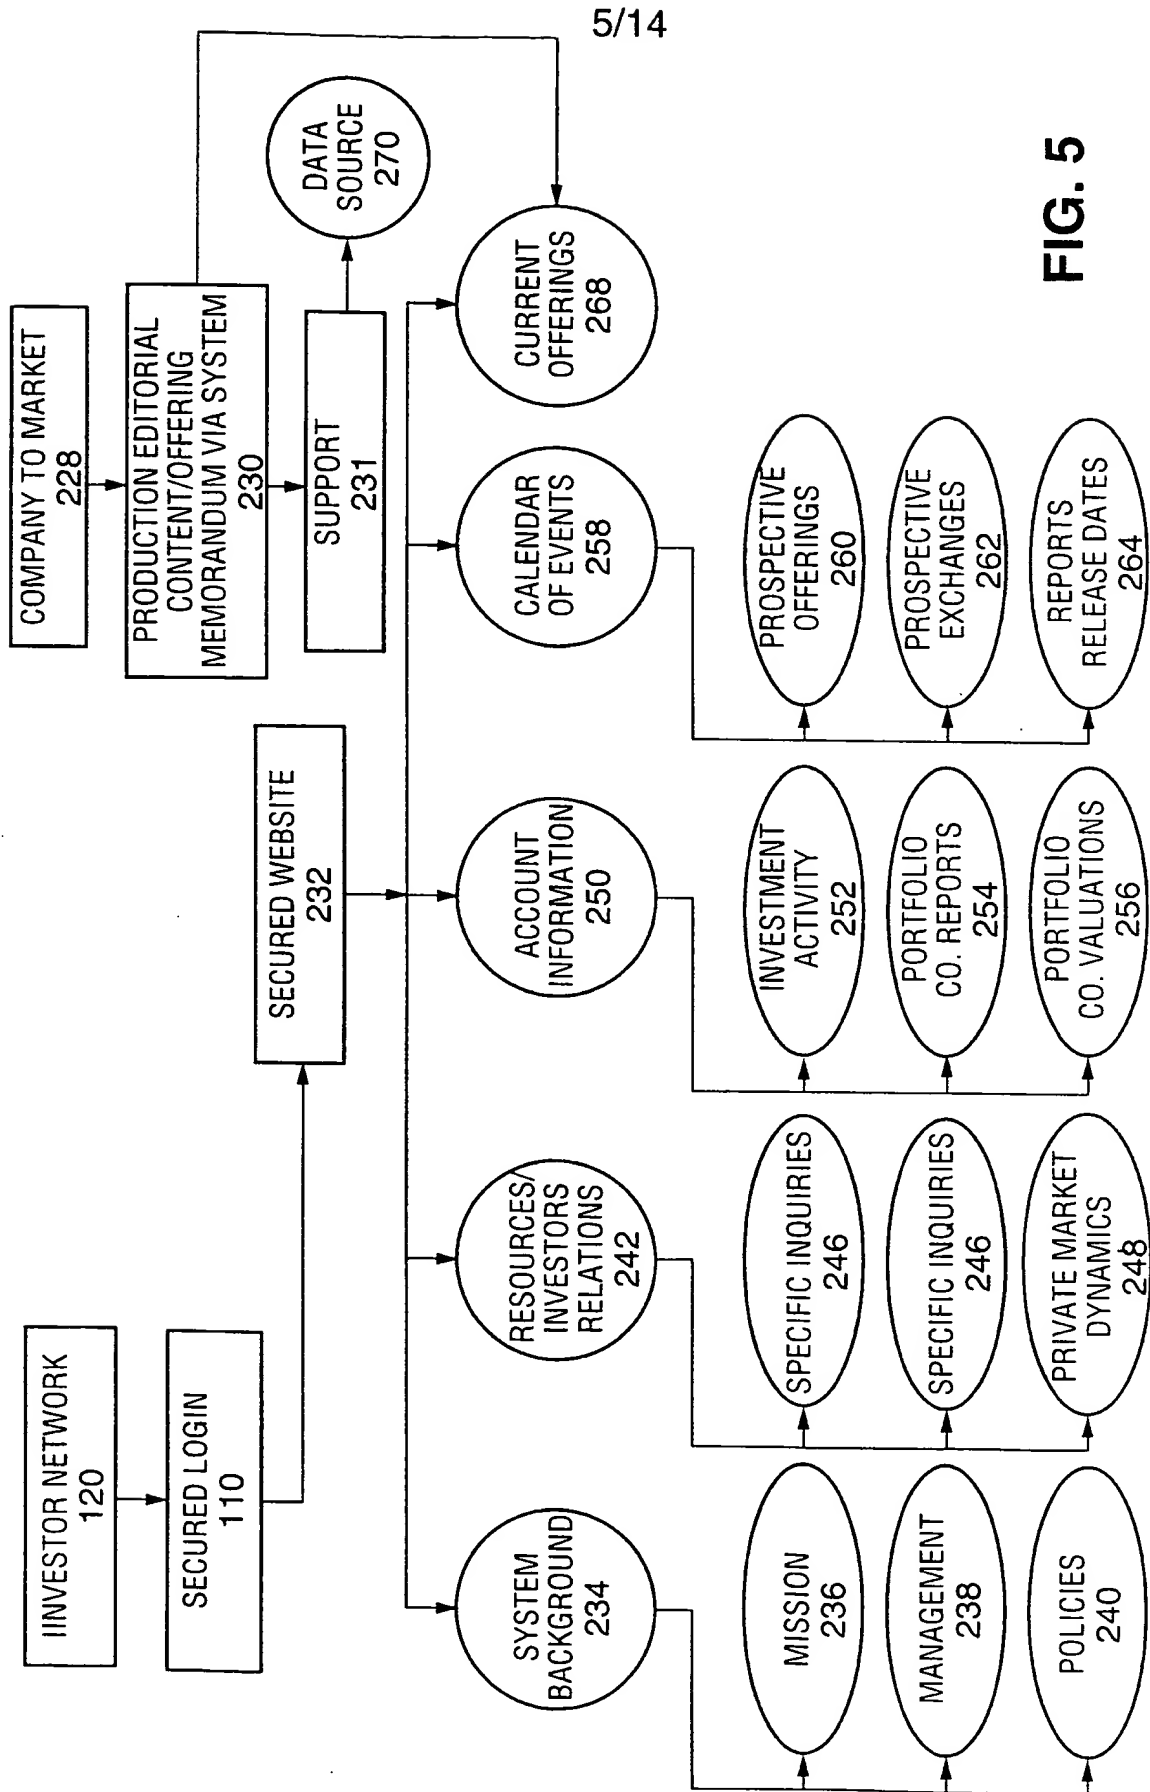 5/14
IINVESTOR NETWORK
120
SECURED LOGIN
110
SECURED WEBSITE
232
COMPANY TO MARKET
228
PRODUCTION EDITORIAL
CONTENT/OFFERING
MEMORANDUM VIA SYSTEM
230
SUPPORT
231
DATA
SOURCE
270
SYSTEM
BACKGROUND
234
RESOURCES/
INVESTORS
RELATIONS
242
ACCOUNT
INFORMATION
250
CALENDAR
OF EVENTS
258
CURRENT
OFFERINGS
268
MISSION
236
MANAGEMENT
238
POLICIES
240
SPECIFIC INQUIRIES
246
SPECIFIC INQUIRIES
246
PRIVATE MARKET
DYNAMICS
248
INVESTMENT
ACTIVITY
252
PORTFOLIO
CO. REPORTS
254
PORTFOLIO
CO. VALUATIONS
256
PROSPECTIVE
OFFERINGS
260
PROSPECTIVE
EXCHANGES
262
REPORTS
RELEASE DATES
264
FIG. 5